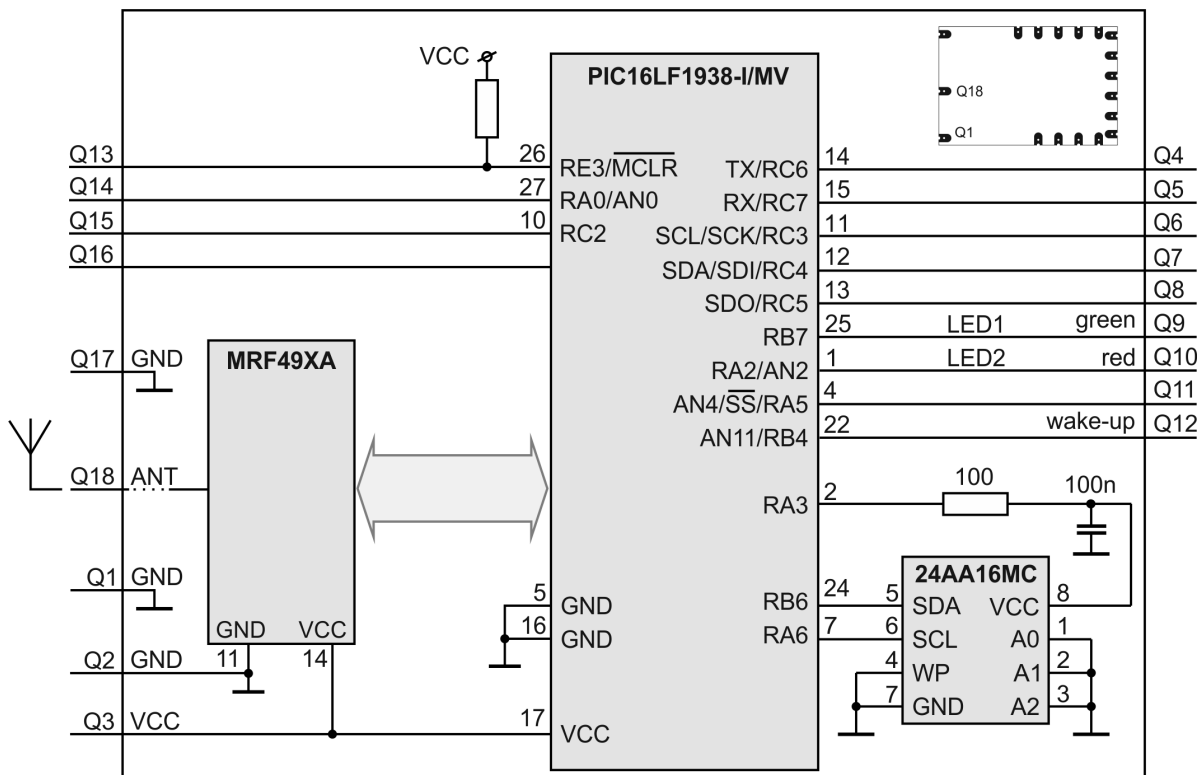 VCC
PIC16LF1938-I/MV
Q18
Q1
Q13
26
RE3/MCLR
TX/RC6
14
Q4
Q14
27
RA0/AN0
RX/RC7
15
Q5
Q15
10
RC2
SCL/SCK/RC3
11
Q6
Q16
SDA/SDI/RC4
12
Q7
SDO/RC5
13
Q8
RB7
25
LED1
green
Q9
Q17
GND
MRF49XA
RA2/AN2
1
LED2
red
Q10
AN4/SS/RA5
4
Q11
AN11/RB4
22
wake-up
Q12
Q18
ANT
RA3
2
100
100n
24AA16MC
Q1
GND
5
GND
RB6
24
5
SDA
VCC
8
GND
VCC
16
GND
RA6
7
6
SCL
A0
1
Q2
GND
11
14
4
WP
A1
2
7
GND
A2
3
Q3
VCC
17
VCC